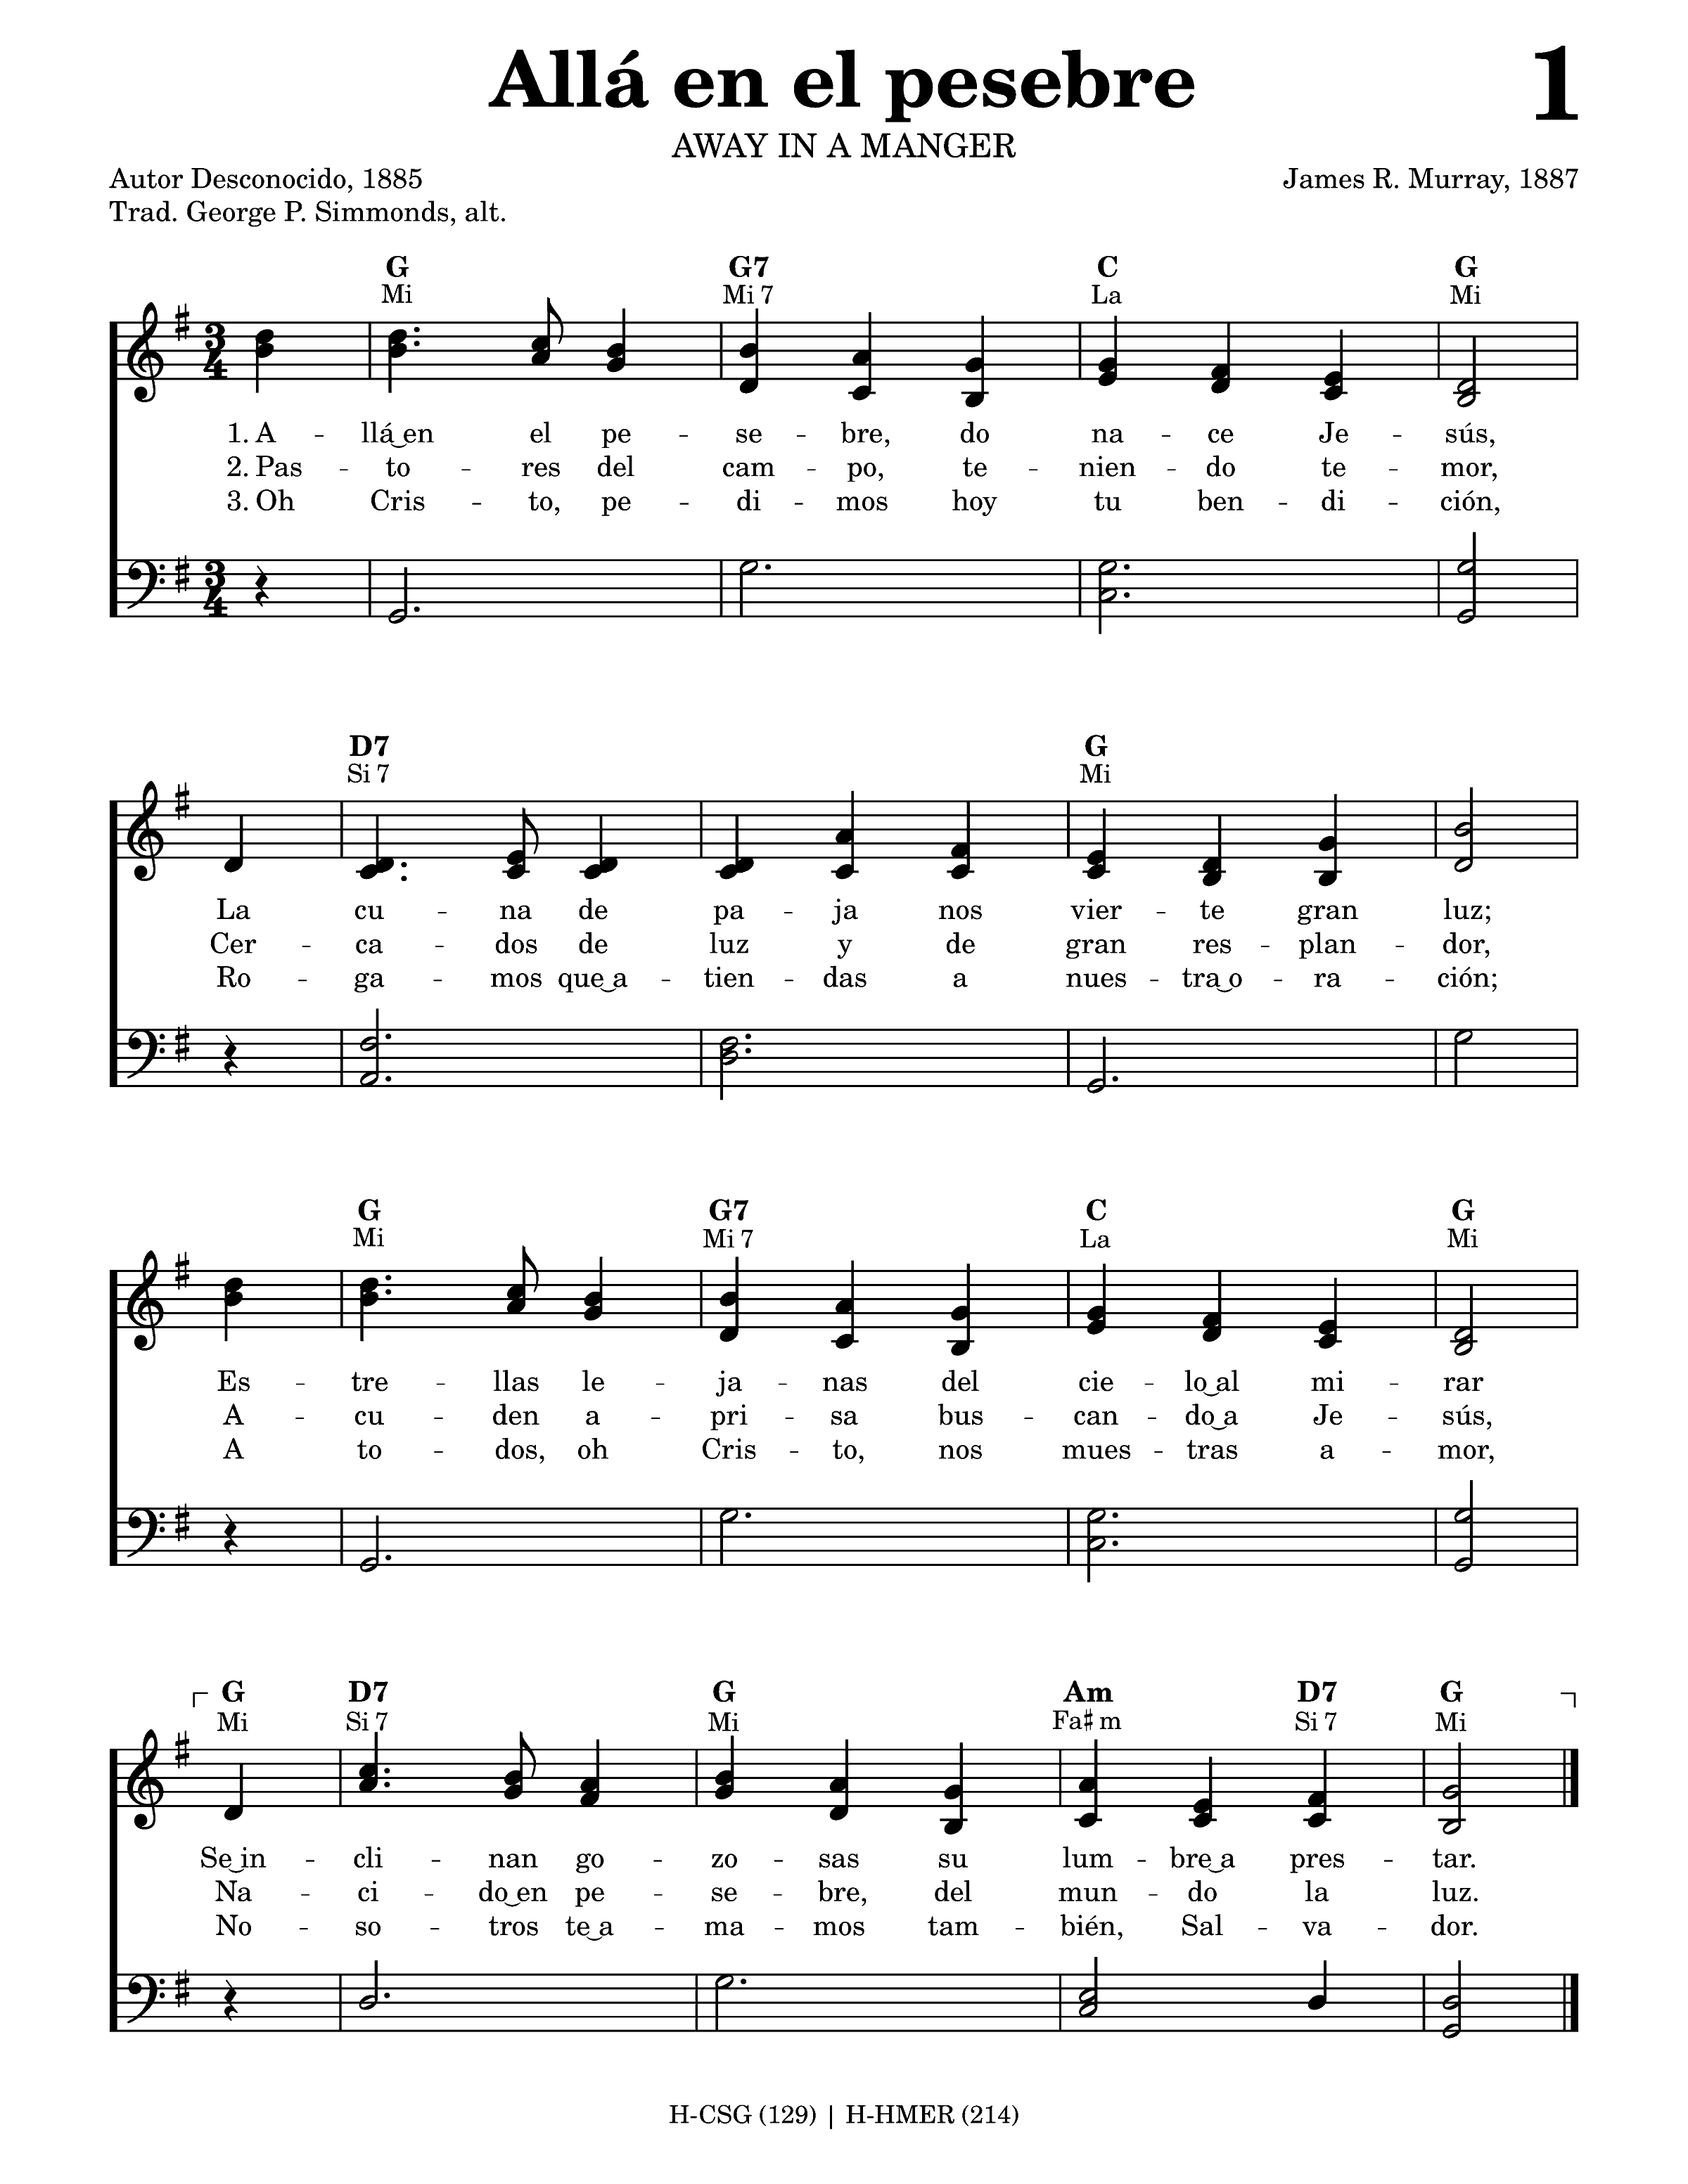 Allá en el pesebre
1
AWAY IN A MANGER
Autor Desconocido, 1885
James R. Murray, 1887
Trad. George P. Simmonds, alt.
G G7 C G
Mi Mi 7 La Mi
3
4
1. A – llá en el pe – se – bre, do na – ce Je – sús,
2. Pas – to – res del cam – po, te – nien – do te – mor,
3. Oh Cris – to, pe – di – mos hoy tu ben – di – ción,
3
4
D7 G
Si 7 Mi
La cu – na de pa – ja nos vier – te gran luz;
Cer – ca – dos de luz y de gran res – plan – dor,
Ro – ga – mos que a – tien – das a nues – tra o – ra – ción;
G G7 C G
Mi Mi 7 La Mi
Es – tre – llas le – ja – nas del cie – lo al mi – rar
A – cu – den a – pri – sa bus – can – do a Je – sús,
A to – dos, oh Cris – to, nos mues – tras a – mor,
G D7 G Am D7 G
Mi Si 7 Mi Fa♯ m Si 7 Mi
Se in – cli – nan go – zo – sas su lum – bre a pres – tar.
Na – ci – do en pe – se – bre, del mun – do la luz.
No – so – tros te a – ma – mos tam – bién, Sal – va – dor.
H-CSG (129) | H-HMER (214)